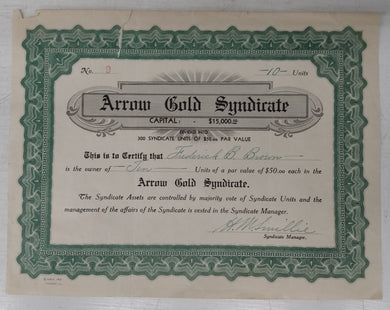 No. 9 —10— Units
Arrow Gold Syndicate
CAPITAL, - $15,000.00
DIVIDED INTO
300 SYNDICATE UNITS OF $50.00 PAR VALUE
This is to Certify that Frederick B. Brown
is the owner of Ten Units of a par value of $50.00 each in the
Arrow Gold Syndicate.
The Syndicate Assets are controlled by majority vote of Syndicate Units and the
management of the affairs of the Syndicate is vested in the Syndicate Manager.
Smillie
Syndicate Manager.